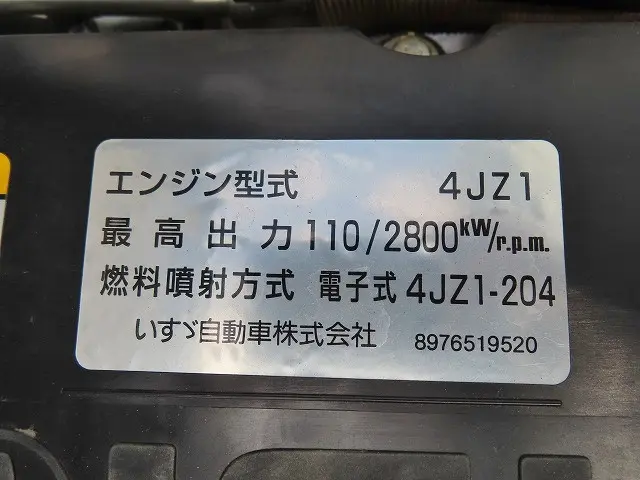 エンジン型式 4JZ1
最高出力 110/2800kW/r.p.m.
燃料噴射方式 電子式 4JZ1-204
いすゞ自動車株式会社 8976519520